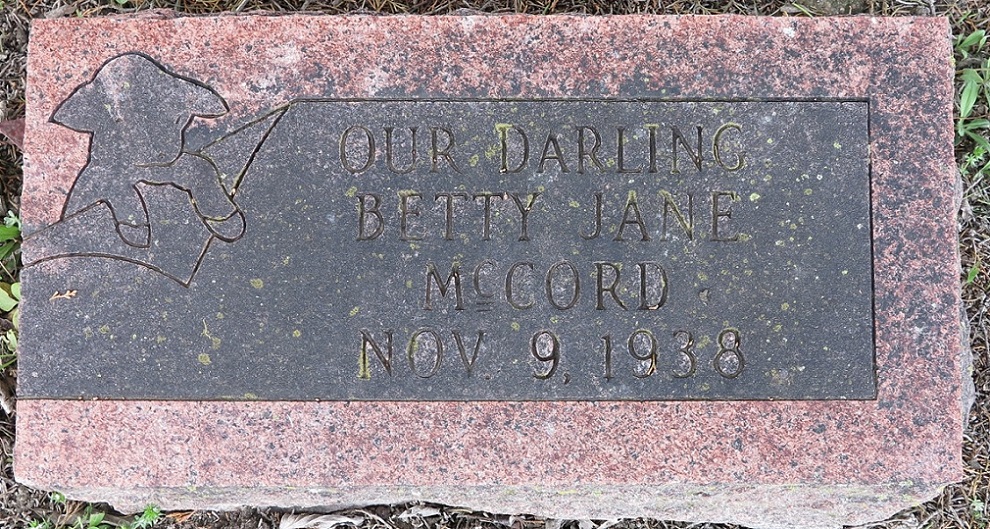 OUR DARLING
BETTY JANE
McCORD
NOV. 9, 1938